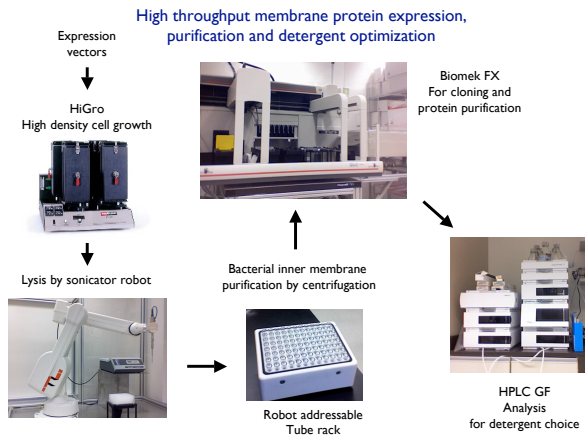 High throughput membrane protein expression,
purification and detergent optimization
Expression
vectors
HiGro
High density cell growth
Lysis by sonicator robot
Robot addressable
Tube rack
Bacterial inner membrane
purification by centrifugation
Biomek FX
For cloning and
protein purification
HPLC GF
Analysis
for detergent choice